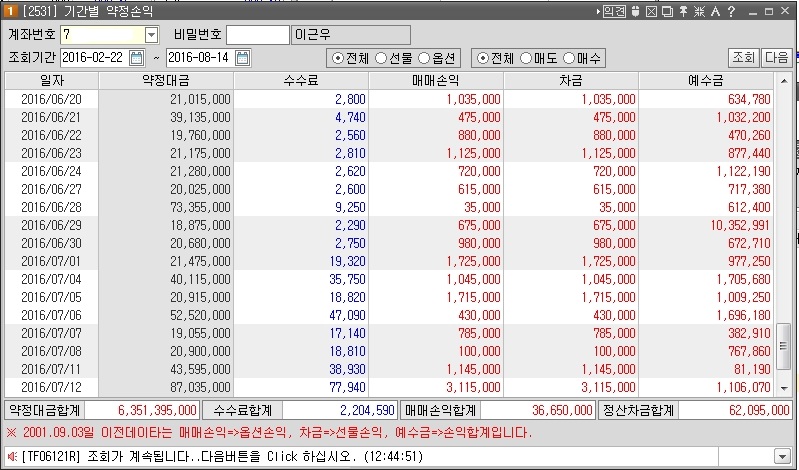 1 [2531] 기간별 약정손익 의견 A ?
계좌번호 7 비밀번호 이근우
조회기간 2016-02-22 ~ 2016-08-14 전체 선물 옵션 전체 매도 매수 조회 다음
일자 약정대금 수수료 매매손익 차금 예수금
2016/06/20 21,015,000 2,800 1,035,000 1,035,000 634,780
2016/06/21 39,135,000 4,740 475,000 475,000 1,032,200
2016/06/22 19,760,000 2,560 880,000 880,000 470,260
2016/06/23 21,175,000 2,810 1,125,000 1,125,000 877,440
2016/06/24 21,280,000 2,620 720,000 720,000 1,122,190
2016/06/27 20,025,000 2,600 615,000 615,000 717,380
2016/06/28 73,355,000 9,250 35,000 35,000 612,400
2016/06/29 18,875,000 2,290 675,000 675,000 10,352,991
2016/06/30 20,680,000 2,750 980,000 980,000 672,710
2016/07/01 21,475,000 19,320 1,725,000 1,725,000 977,250
2016/07/04 40,115,000 35,750 1,045,000 1,045,000 1,705,680
2016/07/05 20,915,000 18,820 1,715,000 1,715,000 1,009,250
2016/07/06 52,520,000 47,090 430,000 430,000 1,696,180
2016/07/07 19,055,000 17,140 785,000 785,000 382,910
2016/07/08 20,900,000 18,810 100,000 100,000 767,860
2016/07/11 43,595,000 38,930 1,145,000 1,145,000 81,190
2016/07/12 87,035,000 77,940 3,115,000 3,115,000 1,106,070
약정대금합계 6,351,395,000 수수료합계 2,204,590 매매손익합계 36,650,000 정산차금합계 62,095,000
※ 2001.09.03일 이전데이타는 매매손익=>옵션손익, 차금=>선물손익, 예수금=>손익합계입니다.
[TF06121R] 조회가 계속됩니다..다음버튼을 Click 하십시오. (12:44:51)